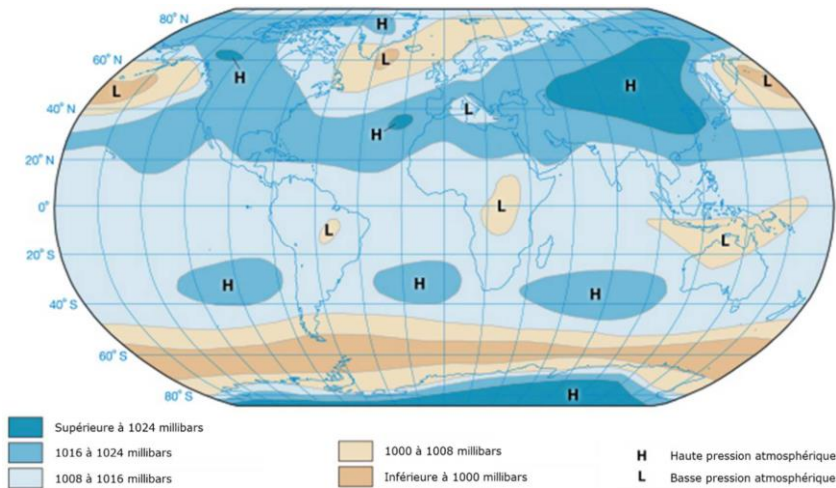 80° N
H
60° N
L
H
L
H
L
40° N
H
L
20° N
0°
L
L
L
20° S
H
H
H
40° S
60° S
80° S
H
Supérieure à 1024 millibars
1016 à 1024 millibars
1008 à 1016 millibars
1000 à 1008 millibars
Inférieure à 1000 millibars
H Haute pression atmosphérique
L Basse pression atmosphérique